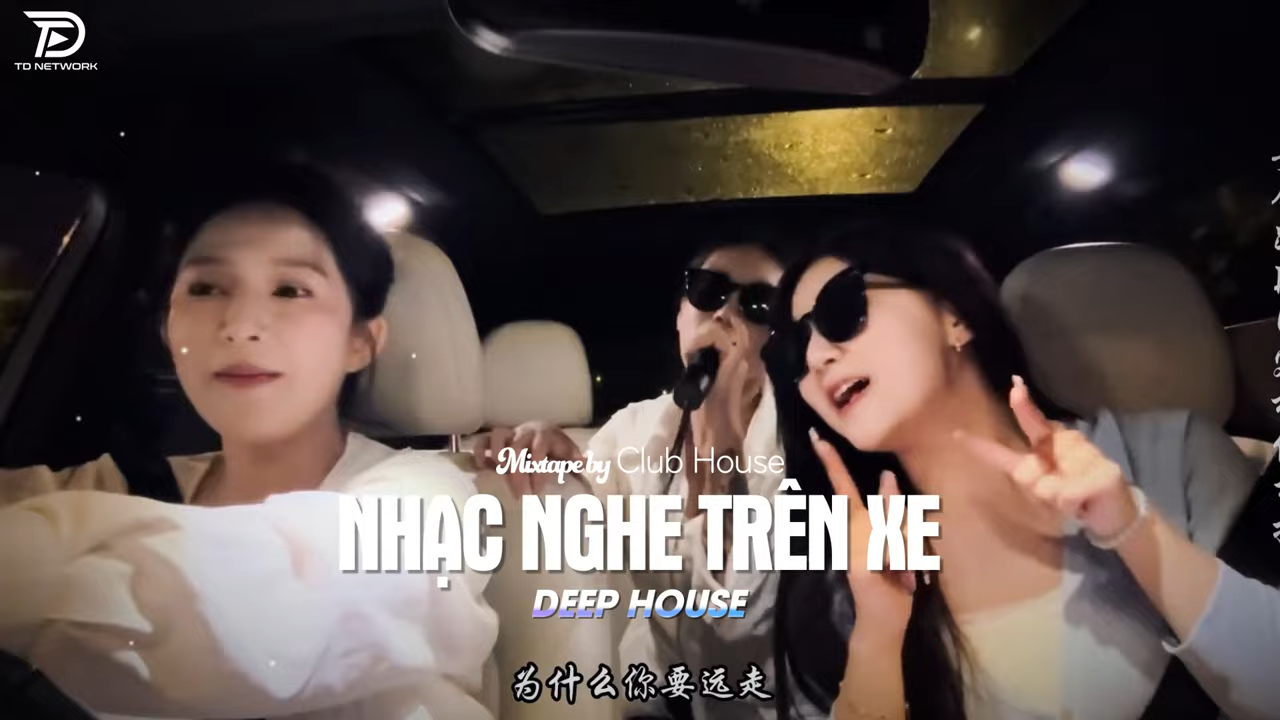 TD NETWORK
Mixtape by Club House
NHẠC NGHE TRÊN XE
DEEP HOUSE
为什么你要远走